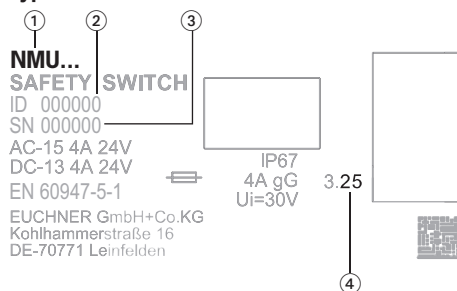 ① ② ③
NMU...
SAFETY SWITCH
ID 000000
SN 000000
AC-15 4A 24V
DC-13 4A 24V
EN 60947-5-1
EUCHNER GmbH+Co.KG
Kohlhammerstraße 16
DE-70771 Leinfelden
IP67
4A gG
Ui=30V
3.25
④